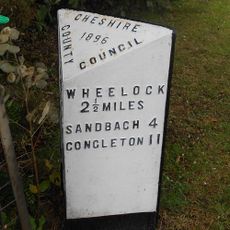 CHESHIRE
1896
COUNTY COUNCIL
WHEELOCK
2½ MILES
SANDBACH 4
CONGLETON 11